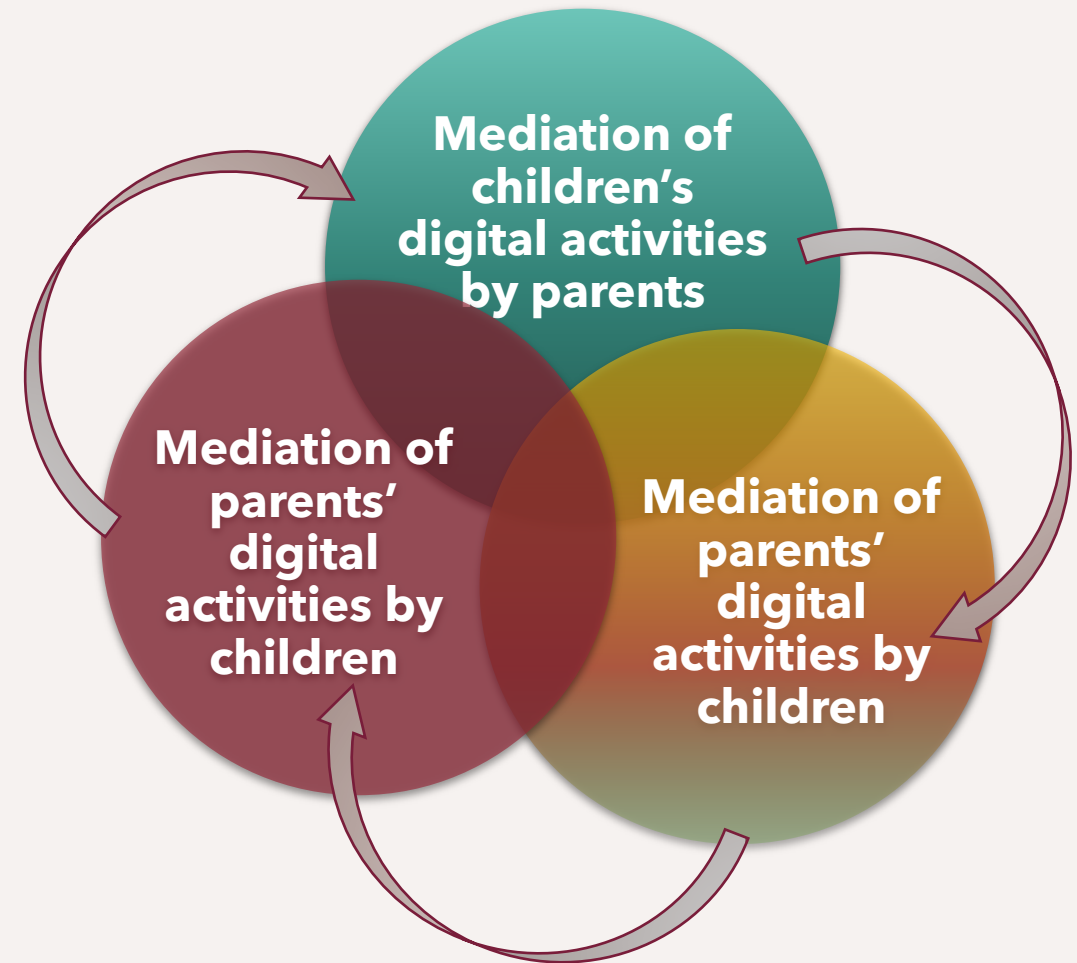 Mediation of
children’s
digital activities
by parents
Mediation of
parents’
digital
activities by
children
Mediation of
parents’
digital
activities by
children